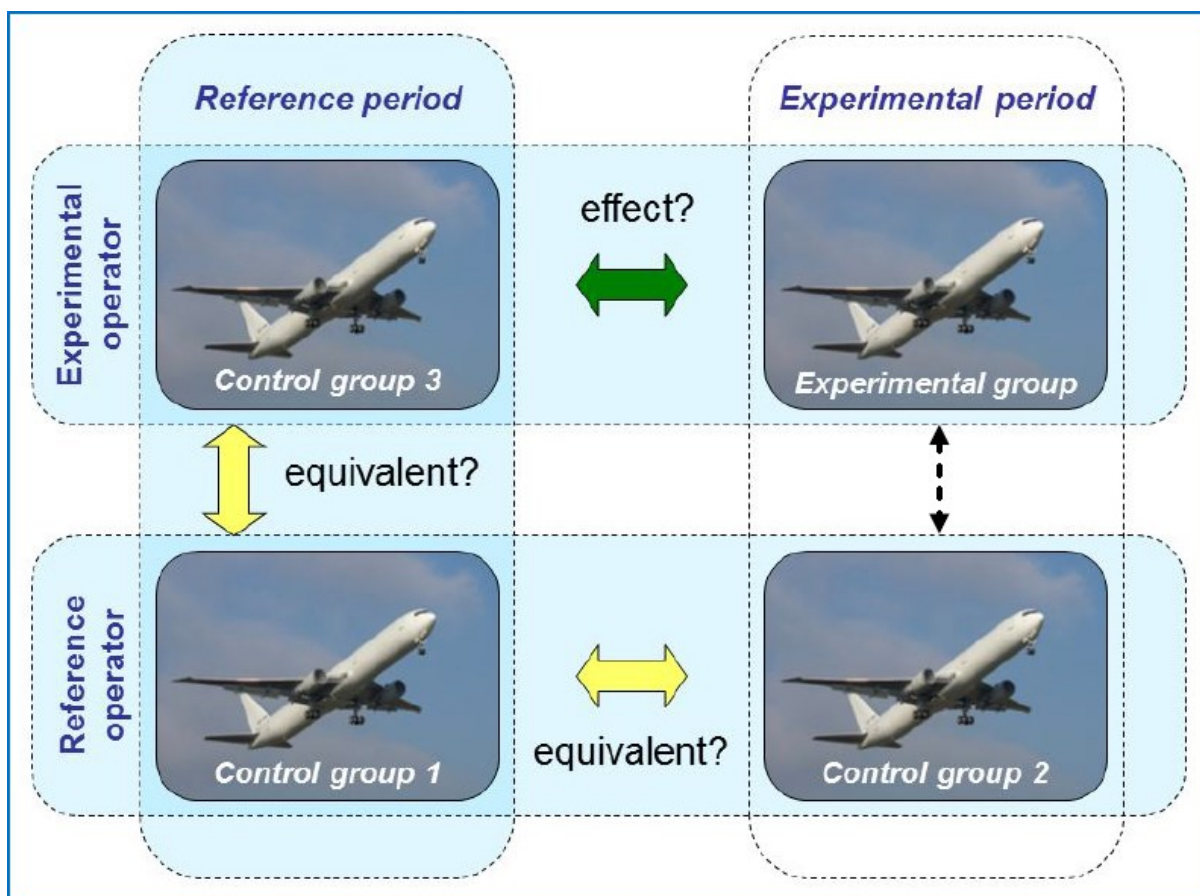 Reference period
Experimental period
Experimental
operator
Control group 3
effect?
Experimental group
equivalent?
Reference
operator
Control group 1
equivalent?
Control group 2